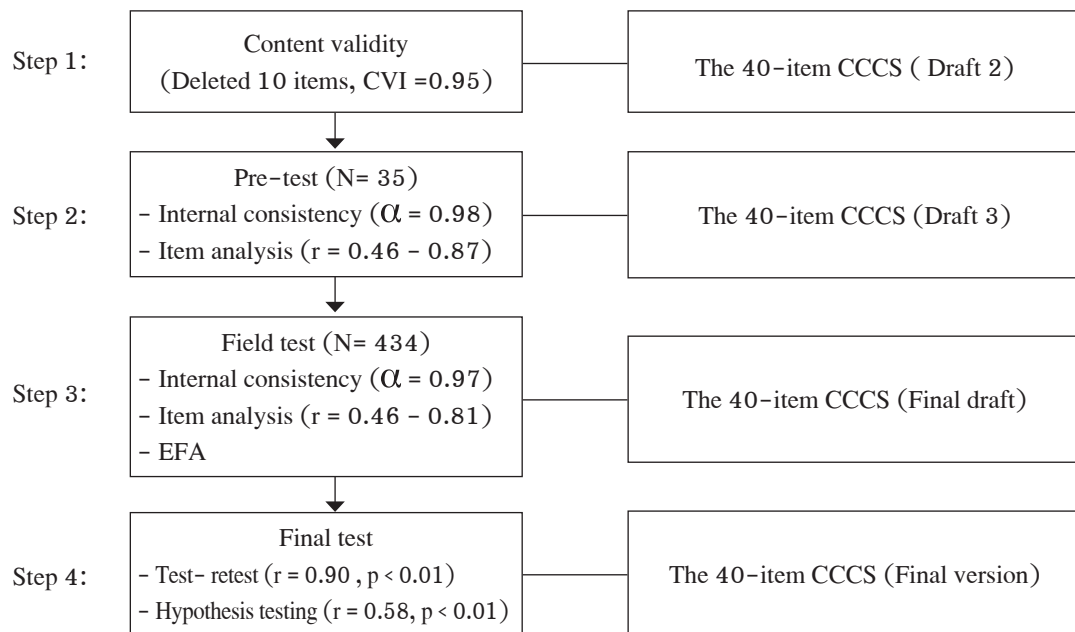 Step 1:
Content validity
(Deleted 10 items, CVI =0.95)
The 40-item CCCS ( Draft 2)
Step 2:
Pre-test (N= 35)
- Internal consistency (α = 0.98)
- Item analysis (r = 0.46 - 0.87)
The 40-item CCCS (Draft 3)
Step 3:
Field test (N= 434)
- Internal consistency (α = 0.97)
- Item analysis (r = 0.46 - 0.81)
- EFA
The 40-item CCCS (Final draft)
Step 4:
Final test
- Test- retest (r = 0.90 , p < 0.01)
- Hypothesis testing (r = 0.58, p < 0.01)
The 40-item CCCS (Final version)